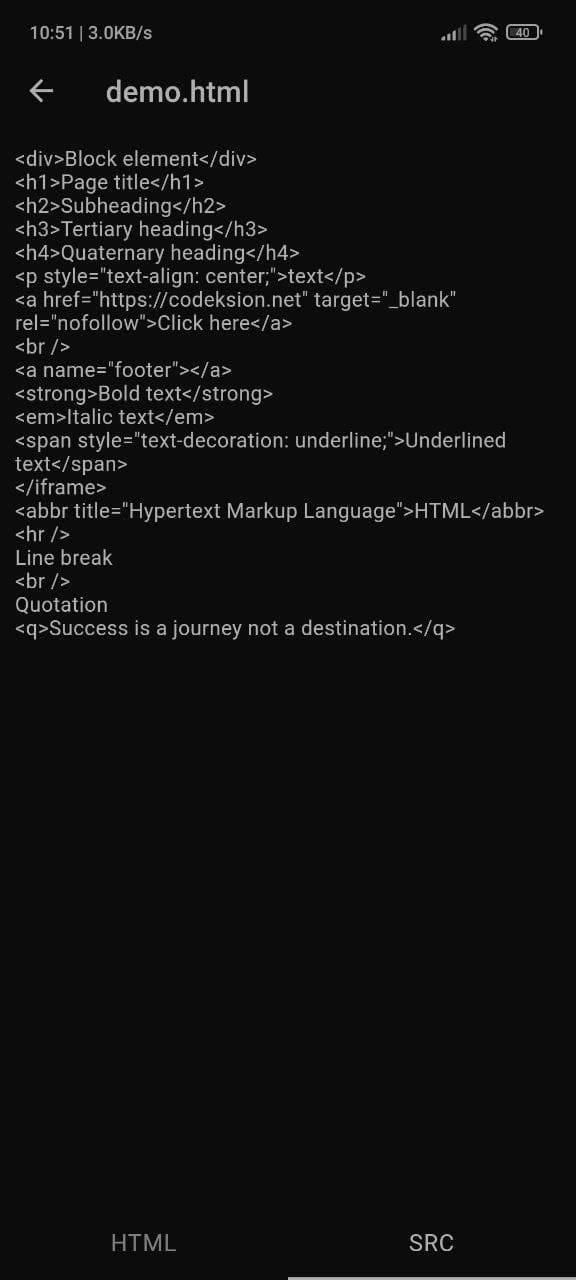 10:51 | 3.0KB/s
40
demo.html
<div>Block element</div>
<h1>Page title</h1>
<h2>Subheading</h2>
<h3>Tertiary heading</h3>
<h4>Quaternary heading</h4>
<p style="text-align: center;">text</p>
<a href="https://codeksion.net" target="_blank"
rel="nofollow">Click here</a>
<br />
<a name="footer"></a>
<strong>Bold text</strong>
<em>Italic text</em>
<span style="text-decoration: underline;">Underlined
text</span>
</iframe>
<abbr title="Hypertext Markup Language">HTML</abbr>
<hr />
Line break
<br />
Quotation
<q>Success is a journey not a destination.</q>
HTML
SRC